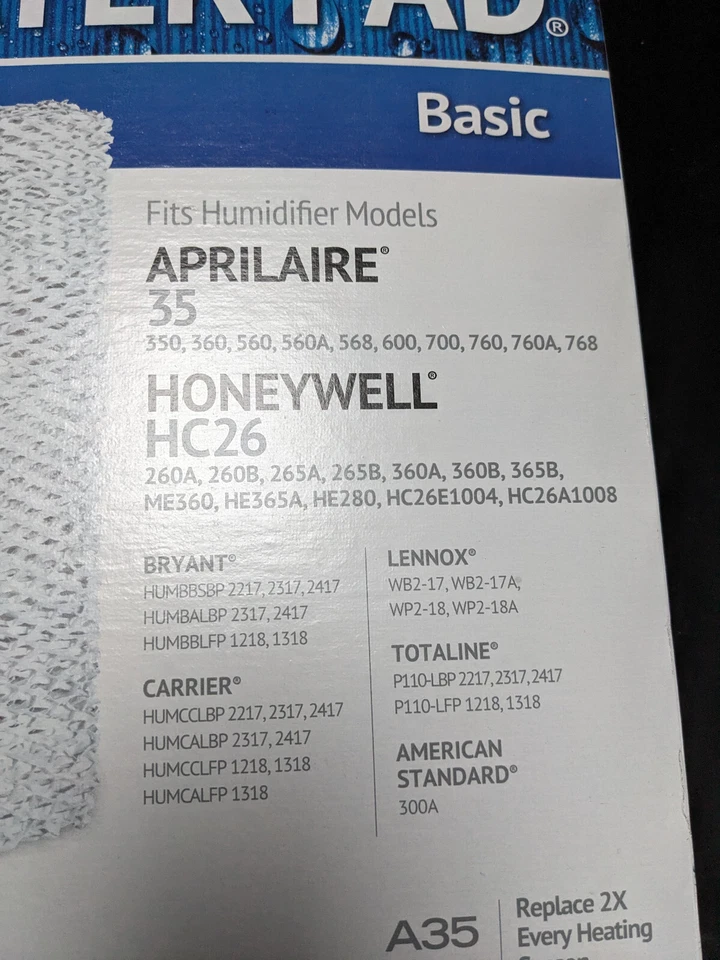 PAD®
Basic
Fits Humidifier Models
APRILAIRE®
35
350, 360, 560, 560A, 568, 600, 700, 760, 760A, 768
HONEYWELL®
HC26
260A, 260B, 265A, 265B, 360A, 360B, 365B,
ME360, HE365A, HE280, HC26E1004, HC26A1008
BRYANT®
HUMBBSBP 2217, 2317, 2417
HUMBALBP 2317, 2417
HUMBBLFP 1218, 1318
CARRIER®
HUMCCLBP 2217, 2317, 2417
HUMCALBP 2317, 2417
HUMCCLFP 1218, 1318
HUMCALFP 1318
LENNOX®
WB2-17, WB2-17A,
WP2-18, WP2-18A
TOTALINE®
P110-LBP 2217, 2317, 2417
P110-LFP 1218, 1318
AMERICAN
STANDARD®
300A
A35
Replace 2X
Every Heating